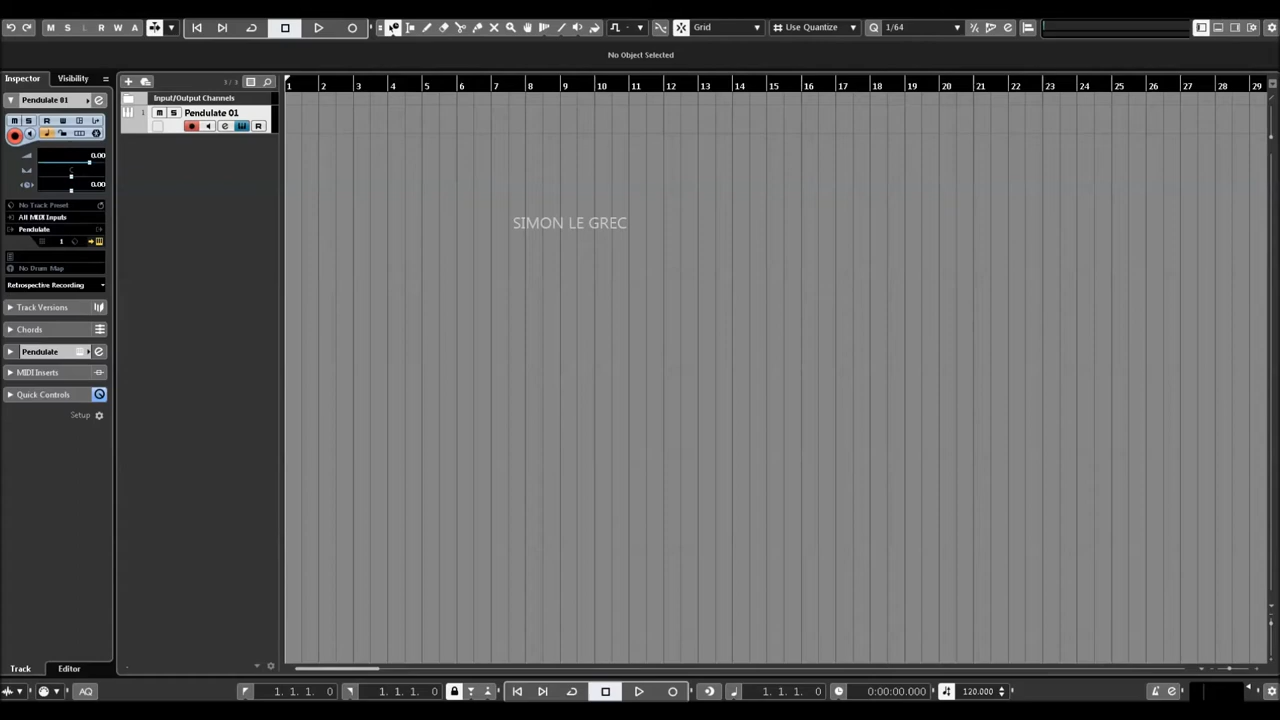 M S L R W A Grid Use Quantize Q 1/64
No Object Selected
Inspector Visibility
1 2 3 4 5 6 7 8 9 10 11 12 13 14 15 16 17 18 19 20 21 22 23 24 25 26 27 28 29
Pendulate 01
M S R W
C
0.00
0.00
No Track Preset
All MIDI Inputs
Pendulate
1
No Drum Map
Retrospective Recording
Track Versions
Chords
Pendulate
MIDI Inserts
Quick Controls
Setup
3 / 3
Input/Output Channels
1 M S Pendulate 01
R
SIMON LE GREC
Track Editor
AQ 1. 1. 1. 0 1. 1. 1. 0 1. 1. 1. 0 0:00:00.000 120.000